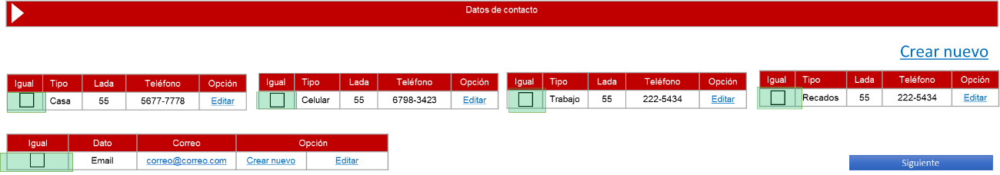 Datos de contacto
Crear nuevo
Igual Tipo Lada Teléfono Opción
Casa 55 5677-7778 Editar
Igual Tipo Lada Teléfono Opción
Celular 55 6798-3423 Editar
Igual Tipo Lada Teléfono Opción
Trabajo 55 222-5434 Editar
Igual Tipo Lada Teléfono Opción
Recados 55 222-5434 Editar
Igual Dato Correo Opción
Email correo@correo.com Crear nuevo Editar
Siguiente